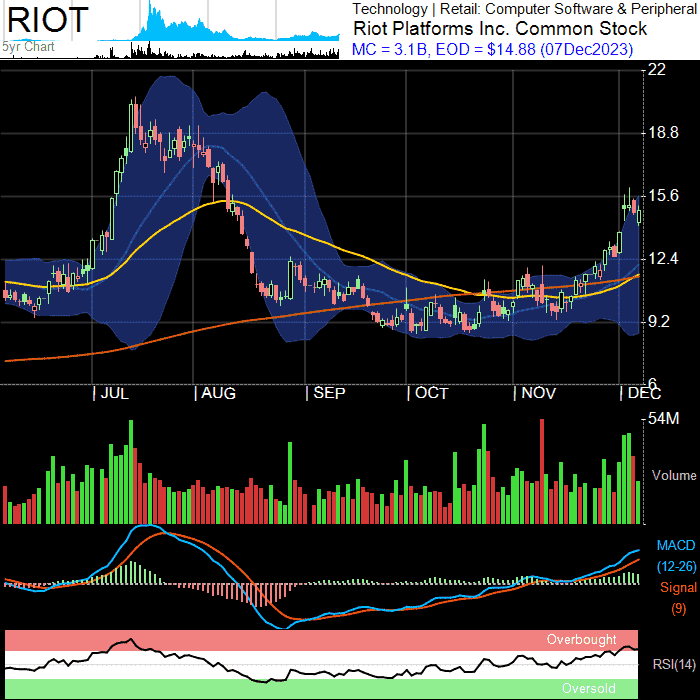 RIOT
5yr Chart
Technology | Retail: Computer Software & Peripheral
Riot Platforms Inc. Common Stock
MC = 3.1B, EOD = $14.88 (07Dec2023)
22
18.8
15.6
12.4
9.2
6
| JUL | AUG | SEP | OCT | NOV | DEC
54M
Volume
MACD
(12-26)
Signal
(9)
Overbought
RSI(14)
Oversold